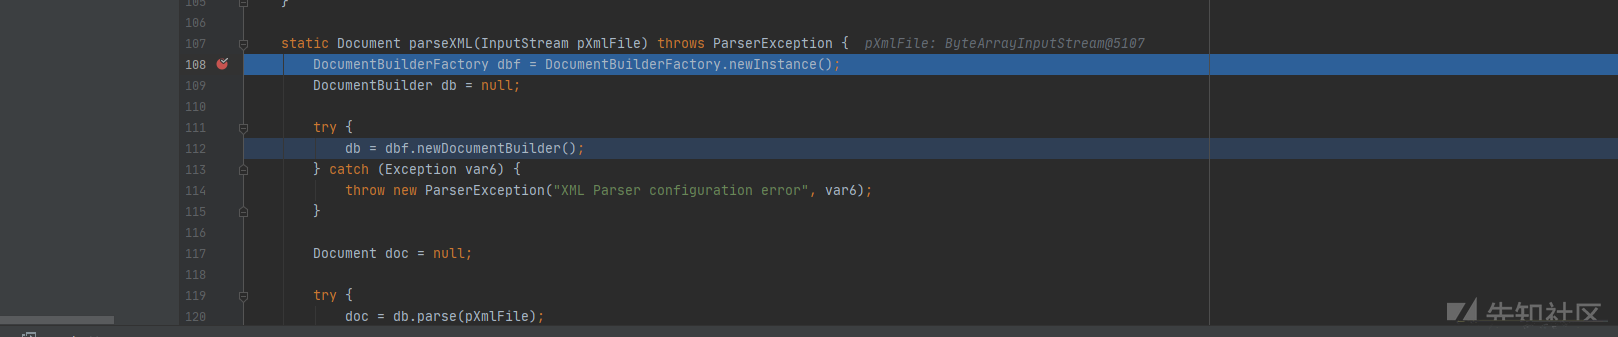 105 }
106
107 static Document parseXML(InputStream pXmlFile) throws ParserException { pXmlFile: ByteArrayInputStream@5107
108 DocumentBuilderFactory dbf = DocumentBuilderFactory.newInstance();
109 DocumentBuilder db = null;
110
111 try {
112 db = dbf.newDocumentBuilder();
113 } catch (Exception var6) {
114 throw new ParserException("XML Parser configuration error", var6);
115 }
116
117 Document doc = null;
118
119 try {
120 doc = db.parse(pXmlFile);
先知社区